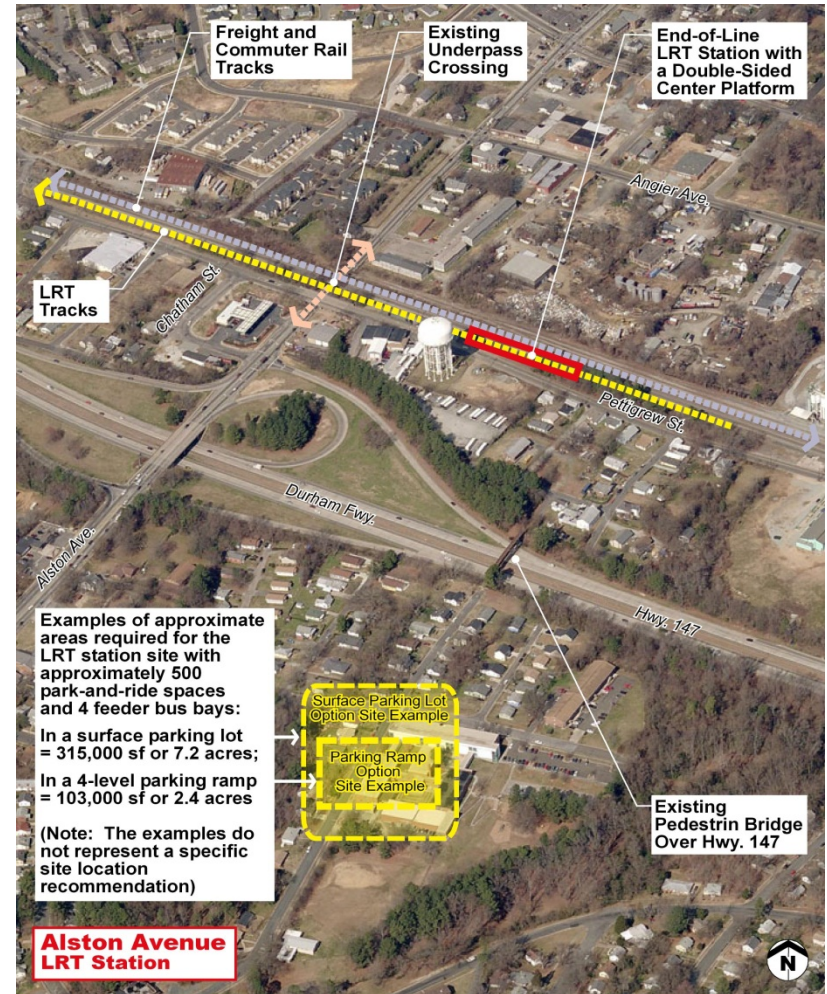 Freight and
Commuter Rail
Tracks
Existing
Underpass
Crossing
End-of-Line
LRT Station with
a Double-Sided
Center Platform
Angier Ave.
LRT
Tracks
Chatham St.
Pettigrew St.
Durham Fwy.
Alston Ave.
Hwy. 147
Examples of approximate
areas required for the
LRT station site with
approximately 500
park-and-ride spaces
and 4 feeder bus bays:
In a surface parking lot
= 315,000 sf or 7.2 acres;
In a 4-level parking ramp
= 103,000 sf or 2.4 acres
(Note: The examples do
not represent a specific
site location
recommendation)
Surface Parking Lot
Option Site Example
Parking Ramp
Option
Site Example
Existing
Pedestrin Bridge
Over Hwy. 147
Alston Avenue
LRT Station
N